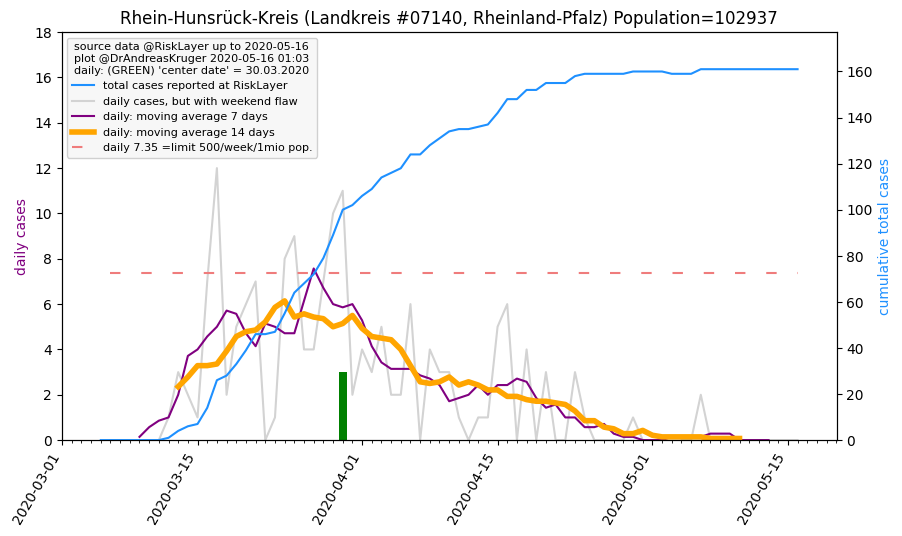 Rhein-Hunsrück-Kreis (Landkreis #07140, Rheinland-Pfalz) Population=102937
source data @RiskLayer up to 2020-05-16
plot @DrAndreasKruger 2020-05-16 01:03
daily: (GREEN) 'center date' = 30.03.2020
total cases reported at RiskLayer
daily cases, but with weekend flaw
daily: moving average 7 days
daily: moving average 14 days
daily 7.35 =limit 500/week/1mio pop.
daily cases
18
16
14
12
10
8
6
4
2
0
cumulative total cases
160
140
120
100
80
60
40
20
0
2020-03-01
2020-03-15
2020-04-01
2020-04-15
2020-05-01
2020-05-15